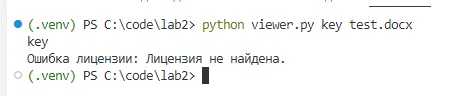 (.venv) PS C:\code\lab2> python viewer.py key test.docx
key
Ошибка лицензии: Лицензия не найдена.
(.venv) PS C:\code\lab2>